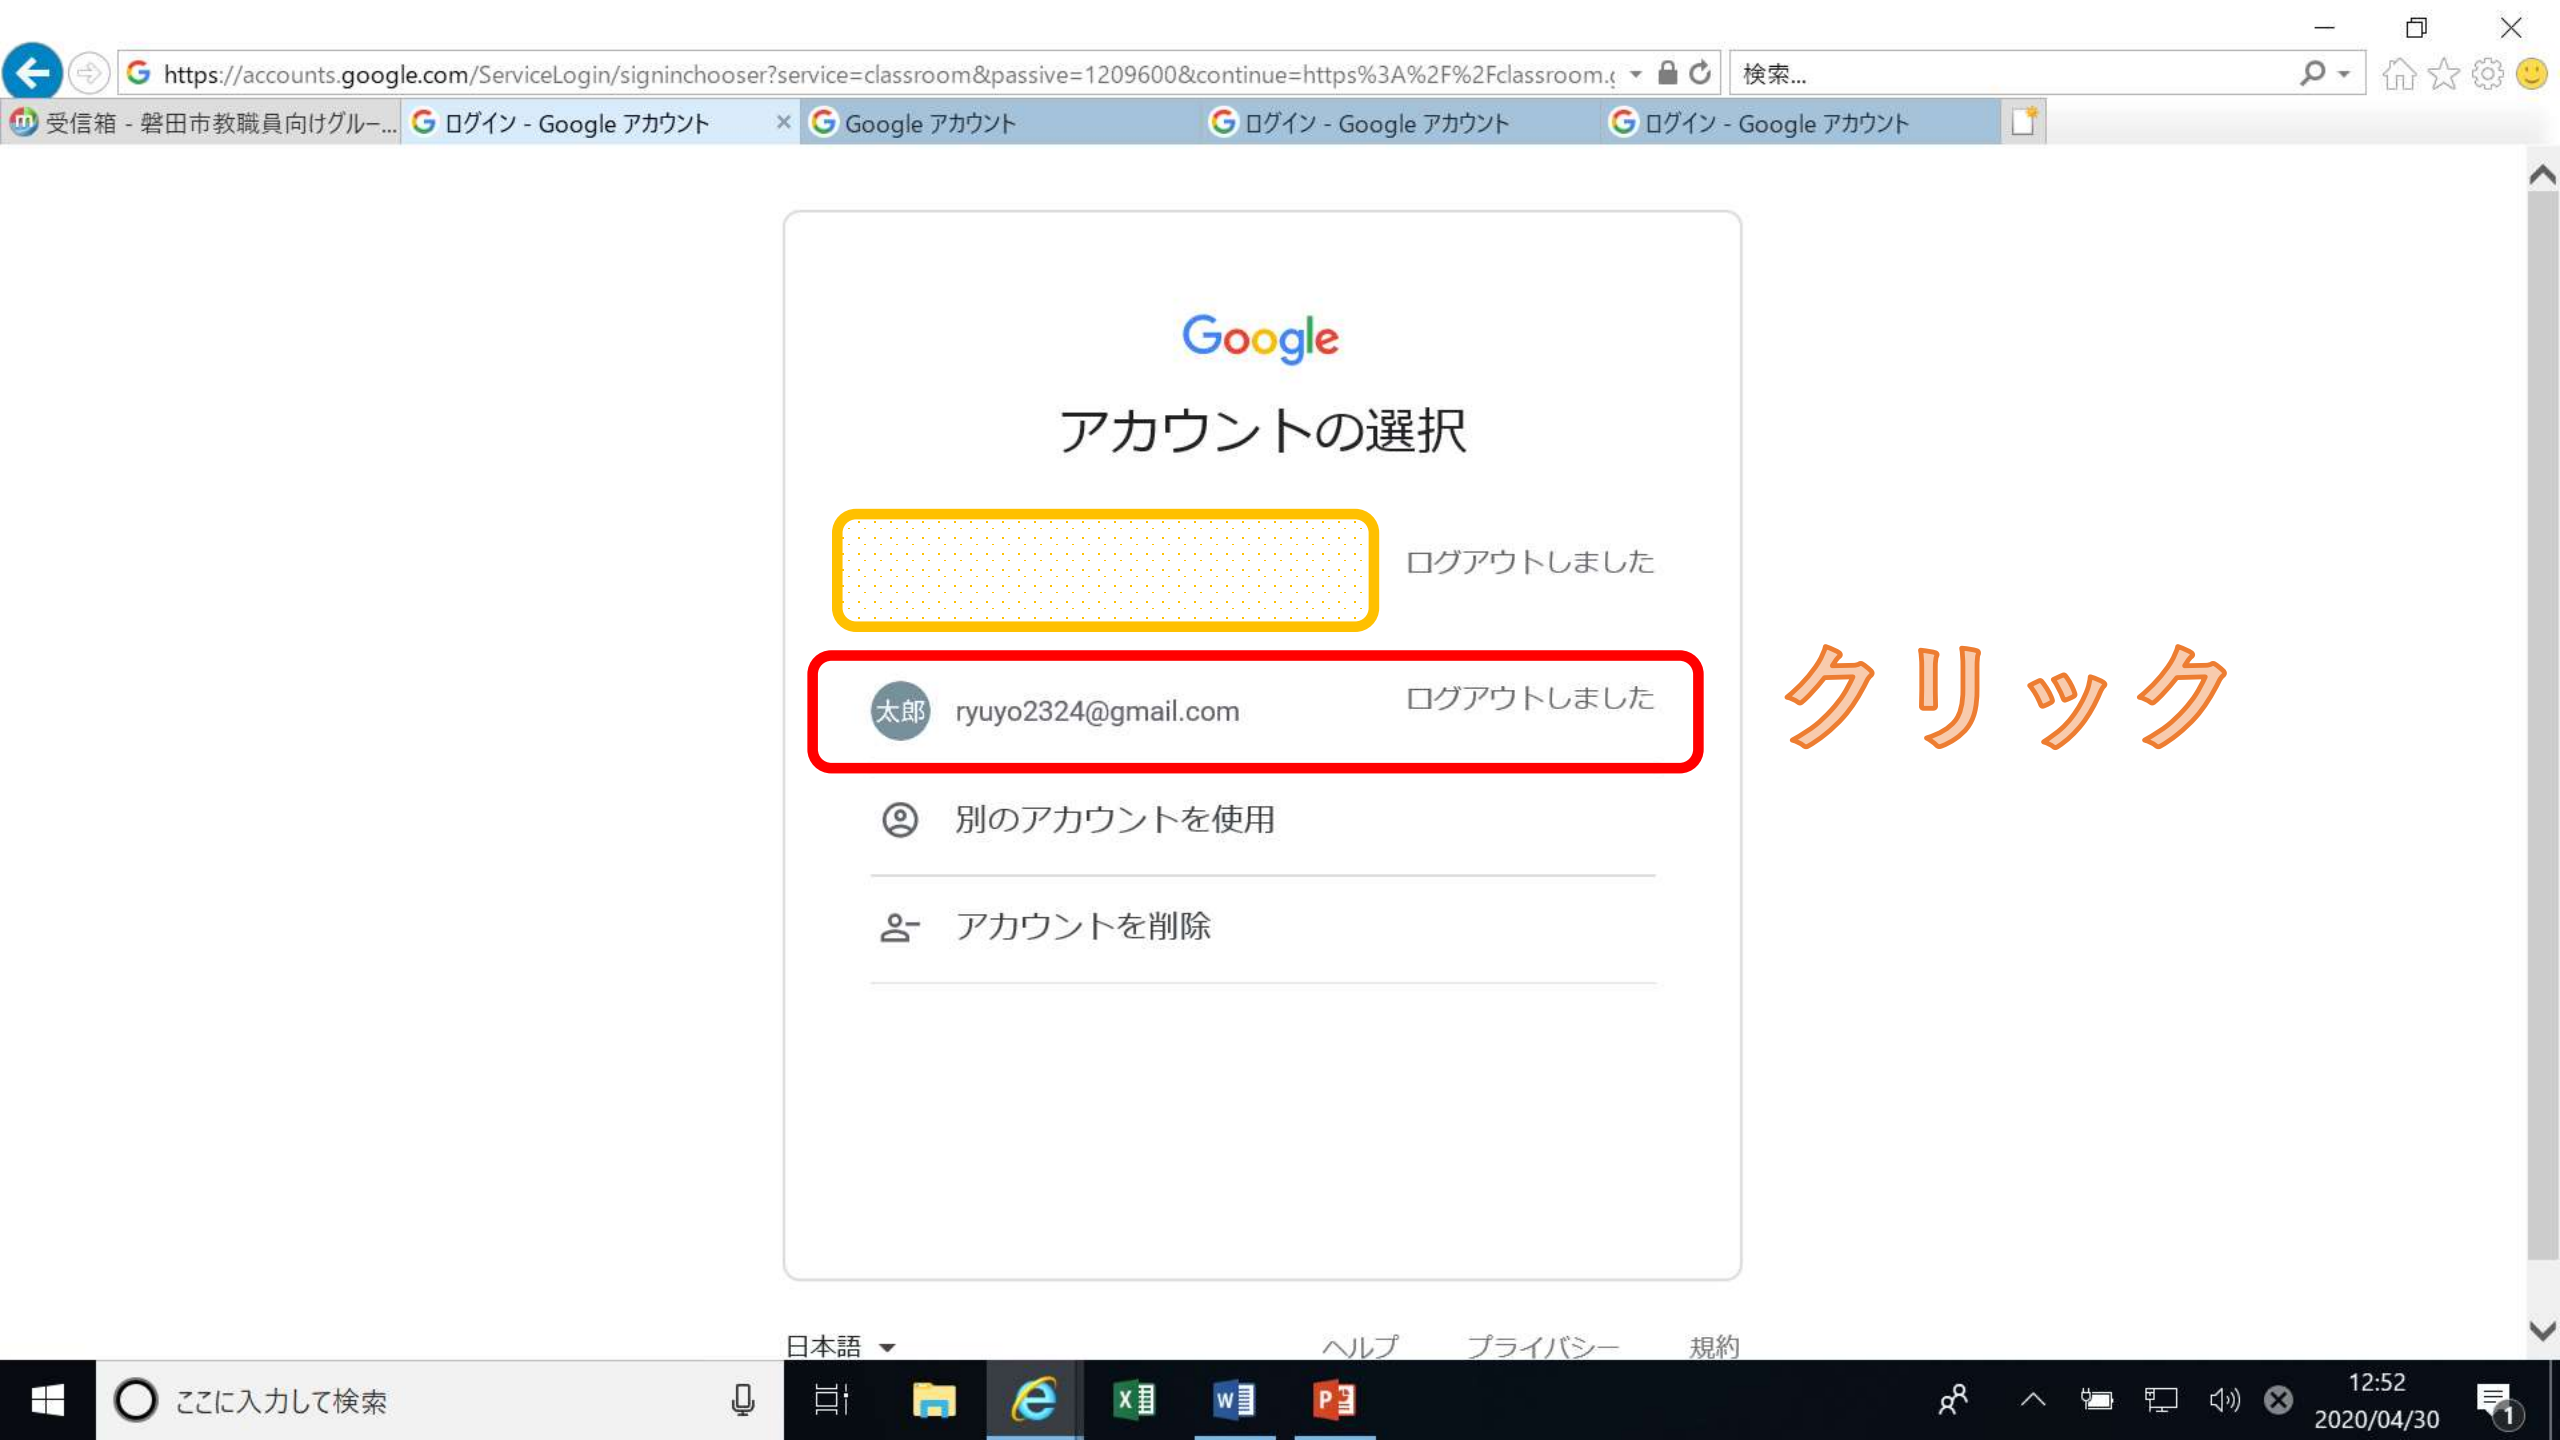 https://accounts.google.com/ServiceLogin/signinchooser?service=classroom&passive=1209600&continue=https%3A%2F%2Fclassroom.g
検索...
受信箱 - 磐田市教職員向けグルー...
ログイン - Google アカウント
Google アカウント
ログイン - Google アカウント
ログイン - Google アカウント
Google
アカウントの選択
ログアウトしました
太郎 ryuyo2324@gmail.com ログアウトしました
クリック
別のアカウントを使用
アカウントを削除
日本語 ヘルプ プライバシー 規約
ここに入力して検索
12:52
2020/04/30
1